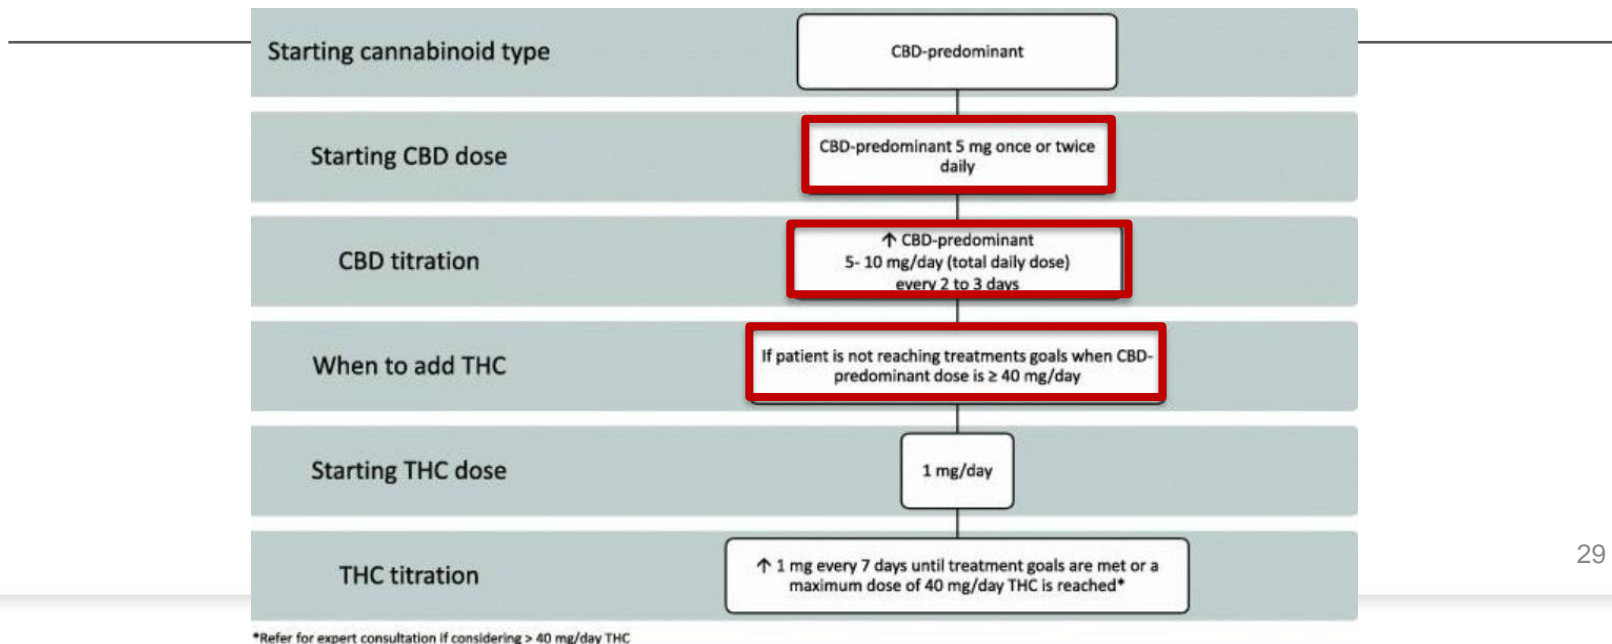 Starting cannabinoid type
CBD-predominant
Starting CBD dose
CBD-predominant 5 mg once or twice
daily
CBD titration
↑ CBD-predominant
5- 10 mg/day (total daily dose)
every 2 to 3 days
When to add THC
If patient is not reaching treatments goals when CBD-
predominant dose is ≥ 40 mg/day
Starting THC dose
1 mg/day
THC titration
↑ 1 mg every 7 days until treatment goals are met or a
maximum dose of 40 mg/day THC is reached*
29
*Refer for expert consultation if considering > 40 mg/day THC